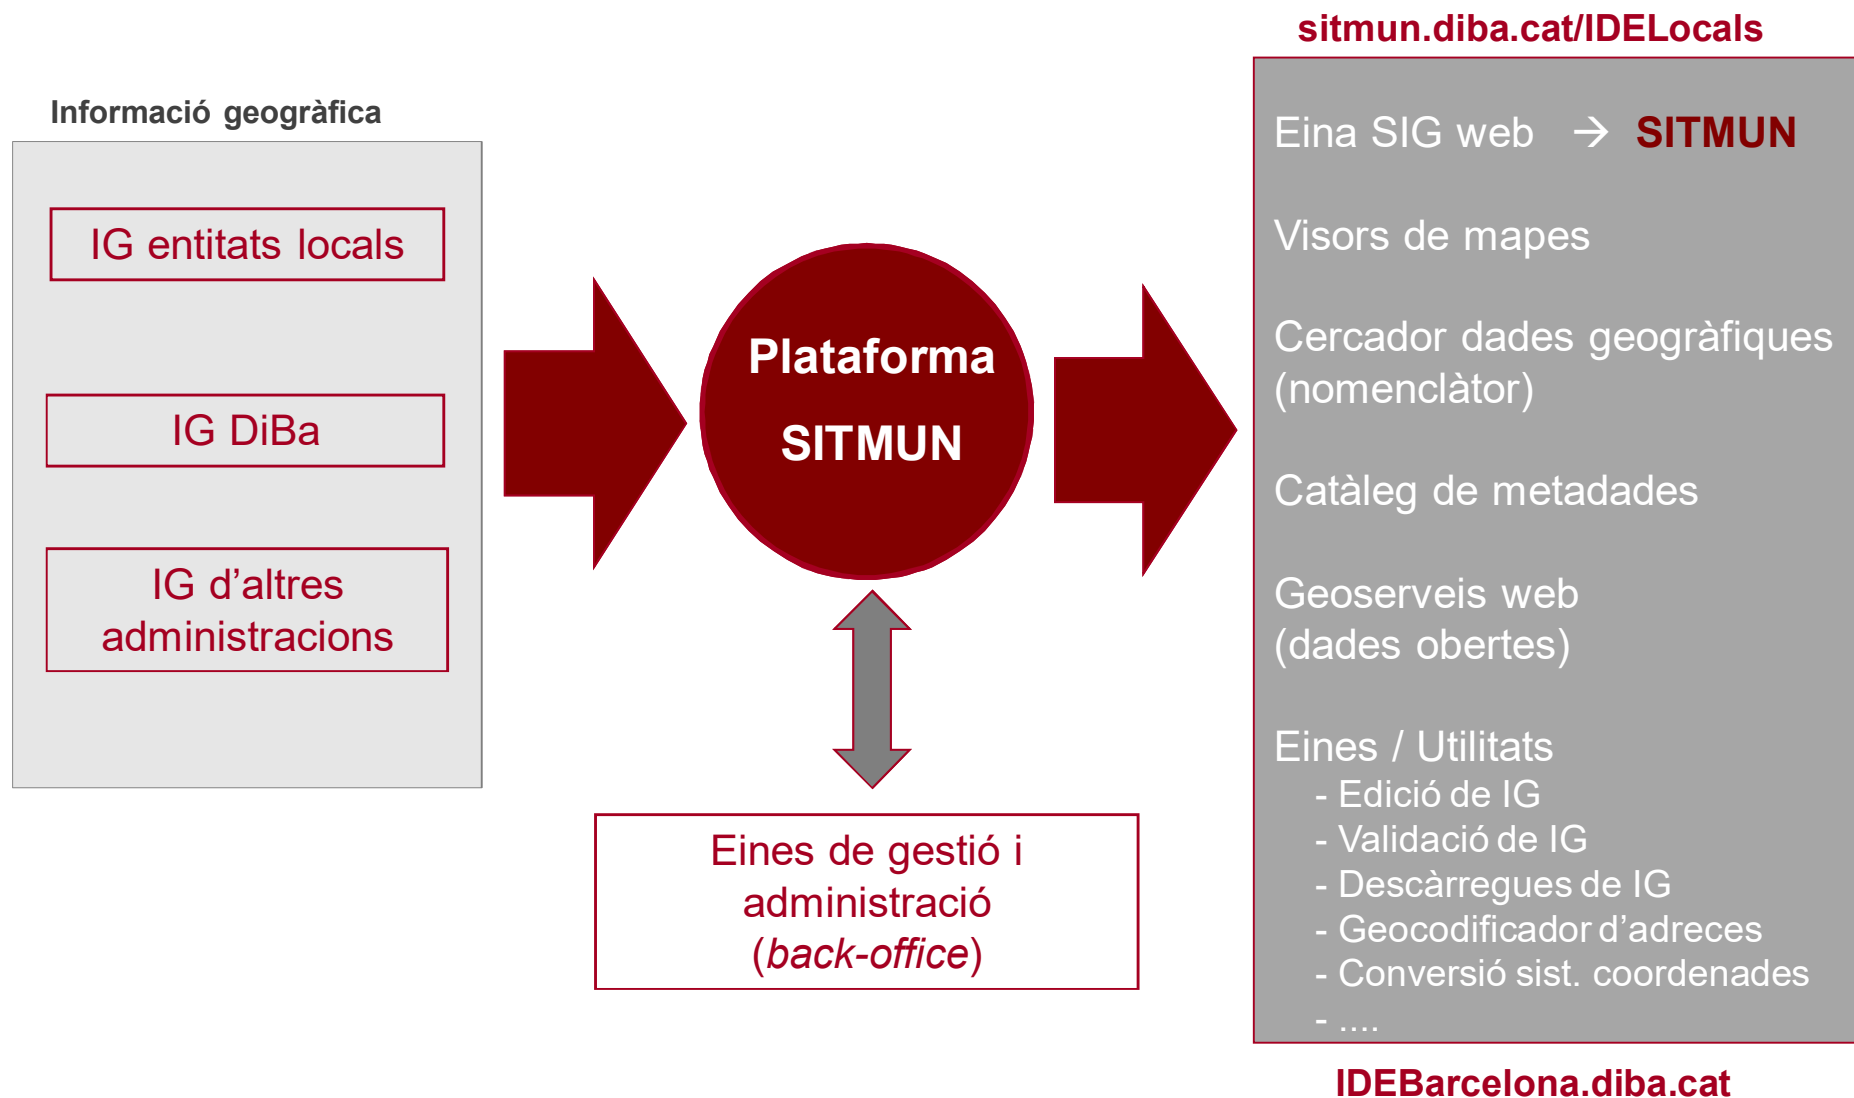 sitmun.diba.cat/IDELocals
Informació geogràfica
IG entitats locals
IG DiBa
IG d’altres
administracions
Plataforma
SITMUN
Eines de gestió i
administració
(back-office)
Eina SIG web → SITMUN
Visors de mapes
Cercador dades geogràfiques
(nomenclàtor)
Catàleg de metadades
Geoserveis web
(dades obertes)
Eines / Utilitats
- Edició de IG
- Validació de IG
- Descàrregues de IG
- Geocodificador d’adreces
- Conversió sist. coordenades
- ....
IDEBarcelona.diba.cat